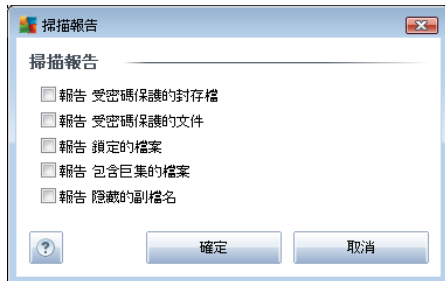 掃描報告
掃描報告
報告 受密碼保護的封存檔
報告 受密碼保護的文件
報告 鎖定的檔案
報告 包含巨集的檔案
報告 隱藏的副檔名
?
確定
取消